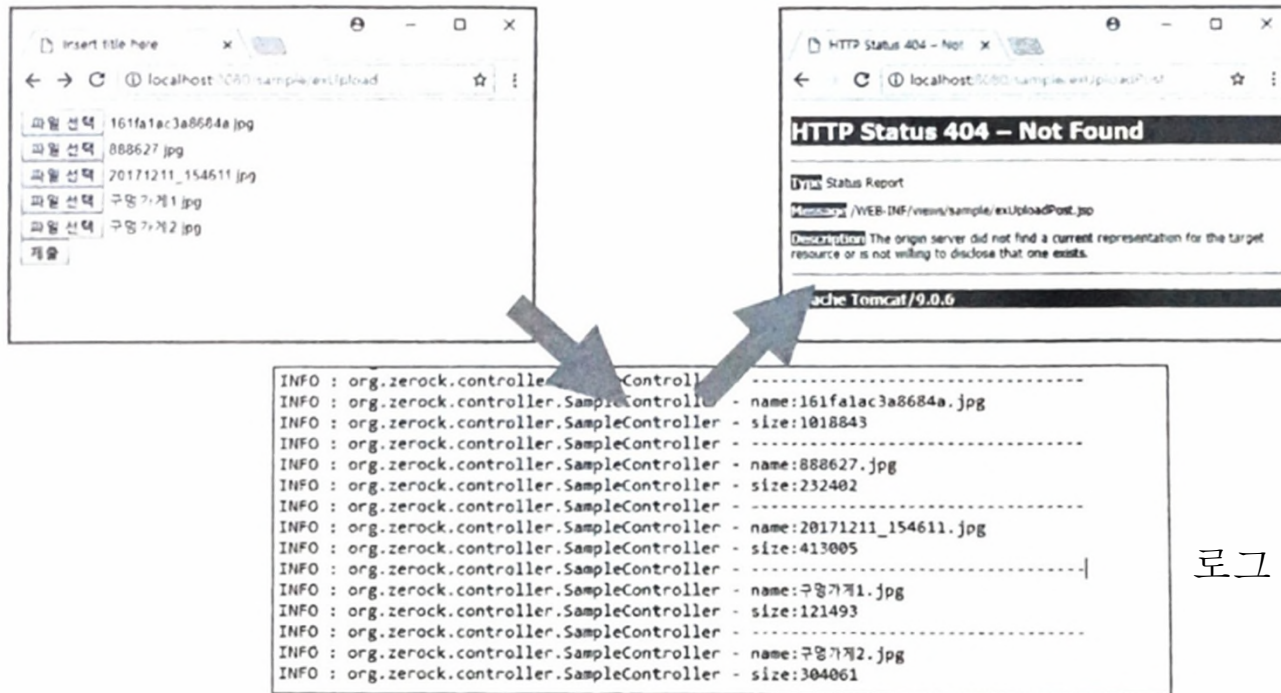 Insert title here
localhost:8080/sample/exUpload
파일 선택 161fa1ac3a8684a.jpg
파일 선택 888627.jpg
파일 선택 20171211_154611.jpg
파일 선택 구멍가게1.jpg
파일 선택 구멍가게2.jpg
제출
HTTP Status 404 – Not
localhost:8080/sample/exUploadPost
HTTP Status 404 – Not Found
Type Status Report
Message /WEB-INF/views/sample/exUploadPost.jsp
Description The origin server did not find a current representation for the target
resource or is not willing to disclose that one exists.
ache Tomcat/9.0.6
INFO : org.zerock.controller. Controll - ----------------------------------
INFO : org.zerock.controller.SampleController - name:161fa1ac3a8684a.jpg
INFO : org.zerock.controller.SampleController - size:1018843
INFO : org.zerock.controller.SampleController - ----------------------------------
INFO : org.zerock.controller.SampleController - name:888627.jpg
INFO : org.zerock.controller.SampleController - size:232402
INFO : org.zerock.controller.SampleController - ----------------------------------
INFO : org.zerock.controller.SampleController - name:20171211_154611.jpg
INFO : org.zerock.controller.SampleController - size:413005
INFO : org.zerock.controller.SampleController - ----------------------------------
INFO : org.zerock.controller.SampleController - name:구멍가게1.jpg
INFO : org.zerock.controller.SampleController - size:121493
INFO : org.zerock.controller.SampleController - ----------------------------------
INFO : org.zerock.controller.SampleController - name:구멍가게2.jpg
INFO : org.zerock.controller.SampleController - size:304061
로그